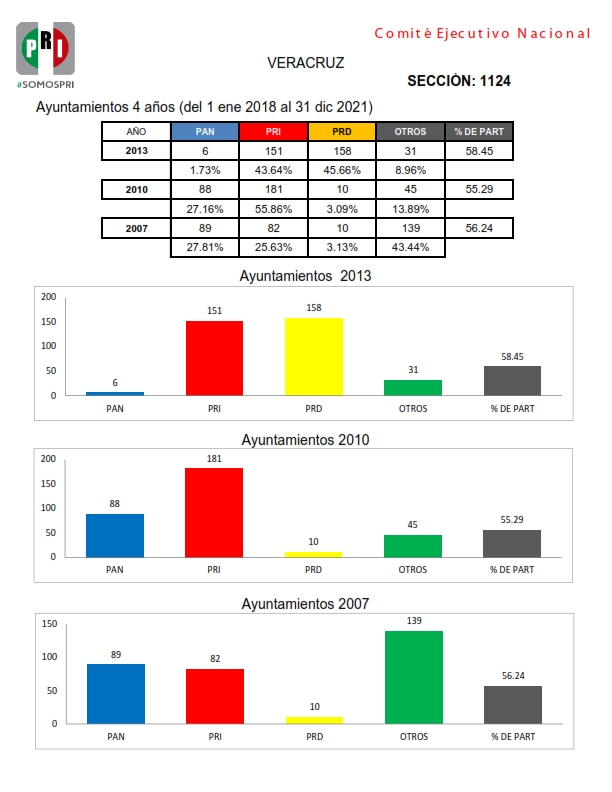 Comité Ejecutivo Nacional
PRI
#SOMOSPRI
VERACRUZ
SECCIÓN: 1124
Ayuntamientos 4 años (del 1 ene 2018 al 31 dic 2021)
AÑO PAN PRI PRD OTROS % DE PART
2013 6 151 158 31 58.45
1.73% 43.64% 45.66% 8.96%
2010 88 181 10 45 55.29
27.16% 55.86% 3.09% 13.89%
2007 89 82 10 139 56.24
27.81% 25.63% 3.13% 43.44%
Ayuntamientos 2013
200
150
100
50
0
6 151 158 31 58.45
PAN PRI PRD OTROS % DE PART
Ayuntamientos 2010
200
150
100
50
0
88 181 10 45 55.29
PAN PRI PRD OTROS % DE PART
Ayuntamientos 2007
150
100
50
0
89 82 10 139 56.24
PAN PRI PRD OTROS % DE PART